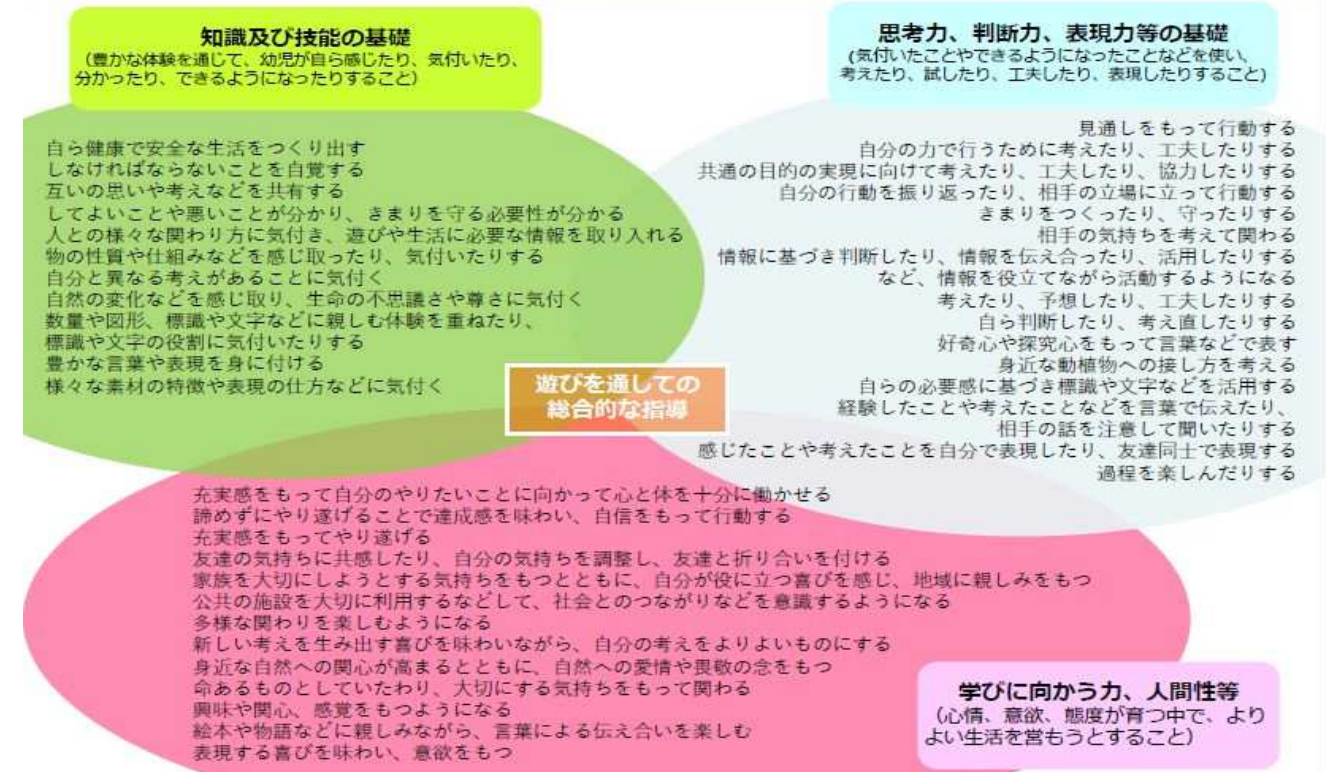 知識及び技能の基礎
(豊かな体験を通じて、幼児が自ら感じたり、気付いたり、
分かったり、できるようになったりすること)
思考力、判断力、表現力等の基礎
(気付いたことやできるようになったことなどを使い、
考えたり、試したり、工夫したり、表現したりすること)
自ら健康で安全な生活をつくり出す
しなければならないことを自覚する
互いの思いや考えなどを共有する
してよいことや悪いことが分かり、きまりを守る必要性が分かる
人との様々な関わり方に気付き、遊びや生活に必要な情報を取り入れる
物の性質や仕組みなどを感じ取ったり、気付いたりする
自分と異なる考えがあることに気付く
自然の変化などを感じ取り、生命の不思議さや尊さに気付く
数量や図形、標識や文字などに親しむ体験を重ねたり、
標識や文字の役割に気付いたりする
豊かな言葉や表現を身に付ける
様々な素材の特徴や表現の仕方などに気付く
見通しをもって行動する
自分の力で行うために考えたり、工夫したりする
共通の目的の実現に向けて考えたり、工夫したり、協力したりする
自分の行動を振り返ったり、相手の立場に立って行動する
きまりをつくったり、守ったりする
相手の気持ちを考えて関わる
情報に基づき判断したり、情報を伝え合ったり、活用したりする
など、情報を役立てながら活動するようになる
考えたり、予想したり、工夫したりする
自ら判断したり、考え直したりする
好奇心や探究心をもって言葉などで表す
身近な動植物への接し方を考える
自らの必要感に基づき標識や文字などを活用する
経験したことや考えたことなどを言葉で伝えたり、
相手の話を注意して聞いたりする
感じたことや考えたことを自分で表現したり、友達同士で表現する
過程を楽しんだりする
遊びを通しての
総合的な指導
充実感をもって自分のやりたいことに向かって心と体を十分に働かせる
諦めずにやり遂げることで達成感を味わい、自信をもって行動する
充実感をもってやり遂げる
友達の気持ちに共感したり、自分の気持ちを調整し、友達と折り合いを付ける
家族を大切にしようとする気持ちをもつとともに、自分が役に立つ喜びを感じ、地域に親しみをもつ
公共の施設を大切に利用するなどして、社会とのつながりなどを意識するようになる
多様な関わりを楽しむようになる
新しい考えを生み出す喜びを味わいながら、自分の考えをよりよいものにする
身近な自然への関心が高まるとともに、自然への愛情や畏敬の念をもつ
命あるものとしていたわり、大切にする気持ちをもって関わる
興味や関心、感覚をもつようになる
絵本や物語などに親しみながら、言葉による伝え合いを楽しむ
表現する喜びを味わい、意欲をもつ
学びに向かう力、人間性等
(心情、意欲、態度が育つ中で、より
よい生活を営もうとすること)